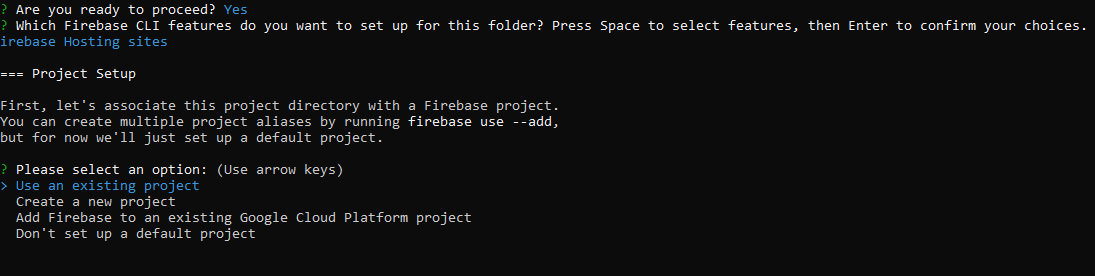 ? Are you ready to proceed? Yes
? Which Firebase CLI features do you want to set up for this folder? Press Space to select features, then Enter to confirm your choices.
irebase Hosting sites
=== Project Setup
First, let's associate this project directory with a Firebase project.
You can create multiple project aliases by running firebase use --add,
but for now we'll just set up a default project.
? Please select an option: (Use arrow keys)
> Use an existing project
Create a new project
Add Firebase to an existing Google Cloud Platform project
Don't set up a default project